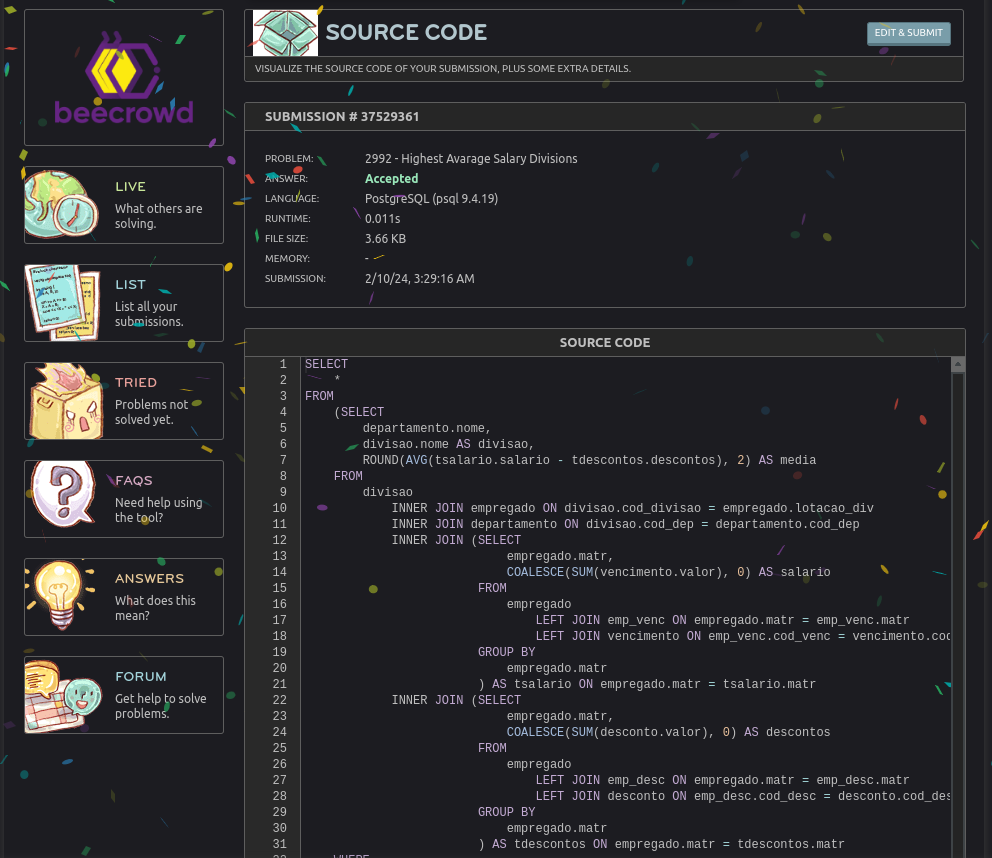 beecrowd
LIVE
What others are
solving.
LIST
List all your
submissions.
TRIED
Problems not
solved yet.
FAQS
Need help using
the tool?
ANSWERS
What does this
mean?
FORUM
Get help to solve
problems.
SOURCE CODE
EDIT & SUBMIT
VISUALIZE THE SOURCE CODE OF YOUR SUBMISSION, PLUS SOME EXTRA DETAILS.
SUBMISSION # 37529361
PROBLEM: 2992 - Highest Avarage Salary Divisions
ANSWER: Accepted
LANGUAGE: PostgreSQL (psql 9.4.19)
RUNTIME: 0.011s
FILE SIZE: 3.66 KB
MEMORY: -
SUBMISSION: 2/10/24, 3:29:16 AM
SOURCE CODE
1 SELECT
2 *
3 FROM
4 (SELECT
5 departamento.nome,
6 divisao.nome AS divisao,
7 ROUND(AVG(tsalario.salario - tdescontos.descontos), 2) AS media
8 FROM
9 divisao
10 INNER JOIN empregado ON divisao.cod_divisao = empregado.lotacao_div
11 INNER JOIN departamento ON divisao.cod_dep = departamento.cod_dep
12 INNER JOIN (SELECT
13 empregado.matr,
14 COALESCE(SUM(vencimento.valor), 0) AS salario
15 FROM
16 empregado
17 LEFT JOIN emp_venc ON empregado.matr = emp_venc.matr
18 LEFT JOIN vencimento ON emp_venc.cod_venc = vencimento.cod
19 GROUP BY
20 empregado.matr
21 ) AS tsalario ON empregado.matr = tsalario.matr
22 INNER JOIN (SELECT
23 empregado.matr,
24 COALESCE(SUM(desconto.valor), 0) AS descontos
25 FROM
26 empregado
27 LEFT JOIN emp_desc ON empregado.matr = emp_desc.matr
28 LEFT JOIN desconto ON emp_desc.cod_desc = desconto.cod_des
29 GROUP BY
30 empregado.matr
31 ) AS tdescontos ON empregado.matr = tdescontos.matr
32 WHERE